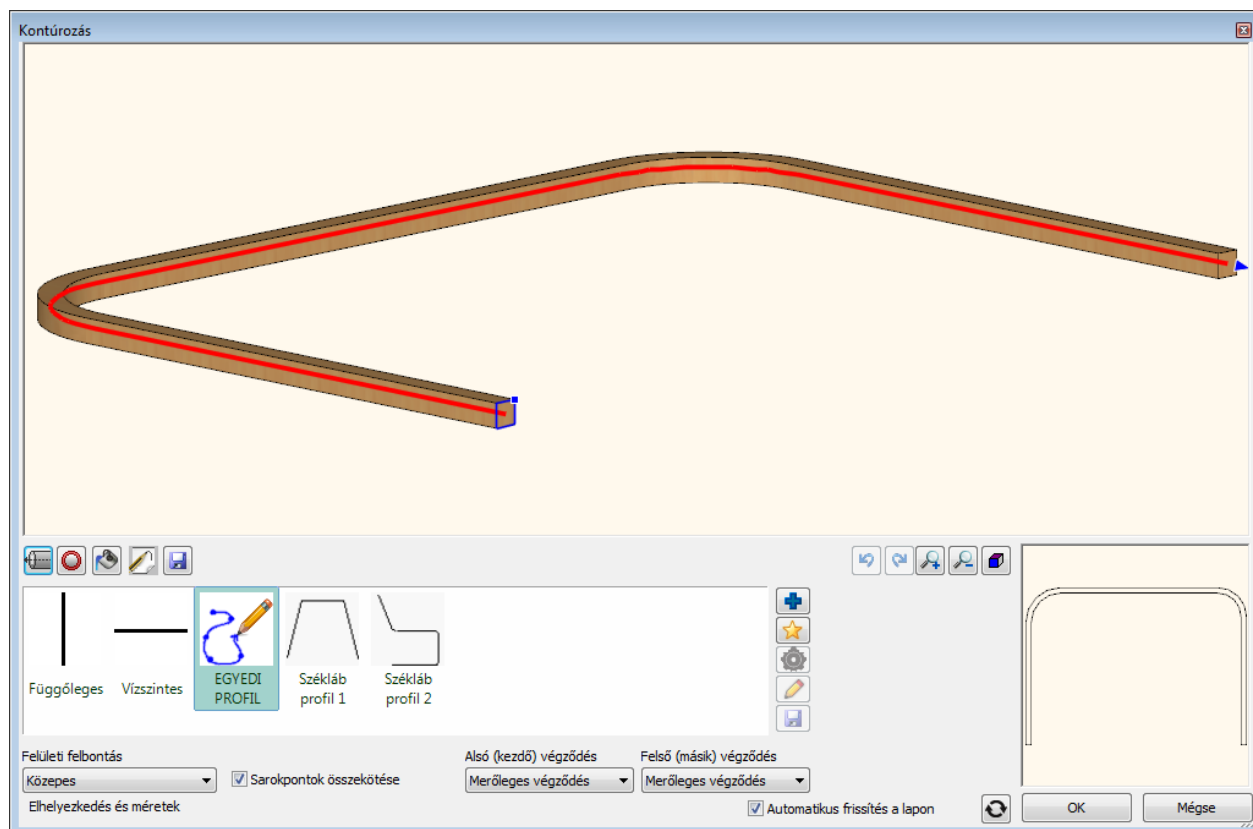 Kontúrozás
Függőleges
Vízszintes
EGYEDI
PROFIL
Székláb
profil 1
Székláb
profil 2
Felületi felbontás
Közepes
Sarokpontok összekötése
Alsó (kezdő) végződés
Merőleges végződés
Felső (másik) végződés
Merőleges végződés
Elhelyezkedés és méretek
Automatikus frissítés a lapon
OK
Mégse